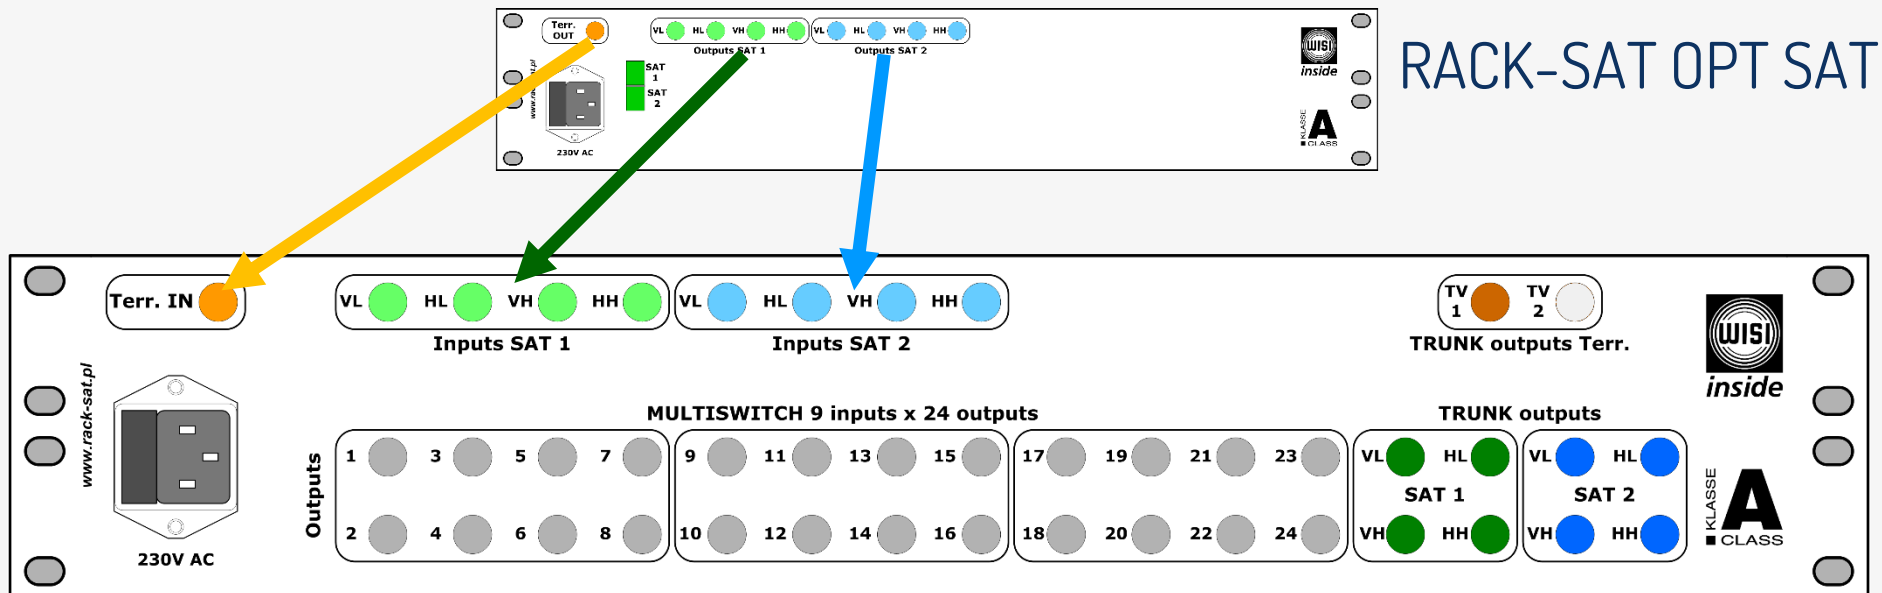 RACK-SAT OPT SAT
Terr. OUT
VL HL VH HH
Outputs SAT 1
VL HL VH HH
Outputs SAT 2
SAT 1
SAT 2
230V AC
WISI
inside
KLASSE A CLASS
Terr. IN
VL HL VH HH
Inputs SAT 1
VL HL VH HH
Inputs SAT 2
TV 1 TV 2
TRUNK outputs Terr.
WISI
inside
www.rack-sat.pl
230V AC
MULTISWITCH 9 inputs x 24 outputs
TRUNK outputs
Outputs
1 3 5 7 9 11 13 15 17 19 21 23
2 4 6 8 10 12 14 16 18 20 22 24
VL HL
SAT 1
VH HH
VL HL
SAT 2
VH HH
KLASSE A CLASS